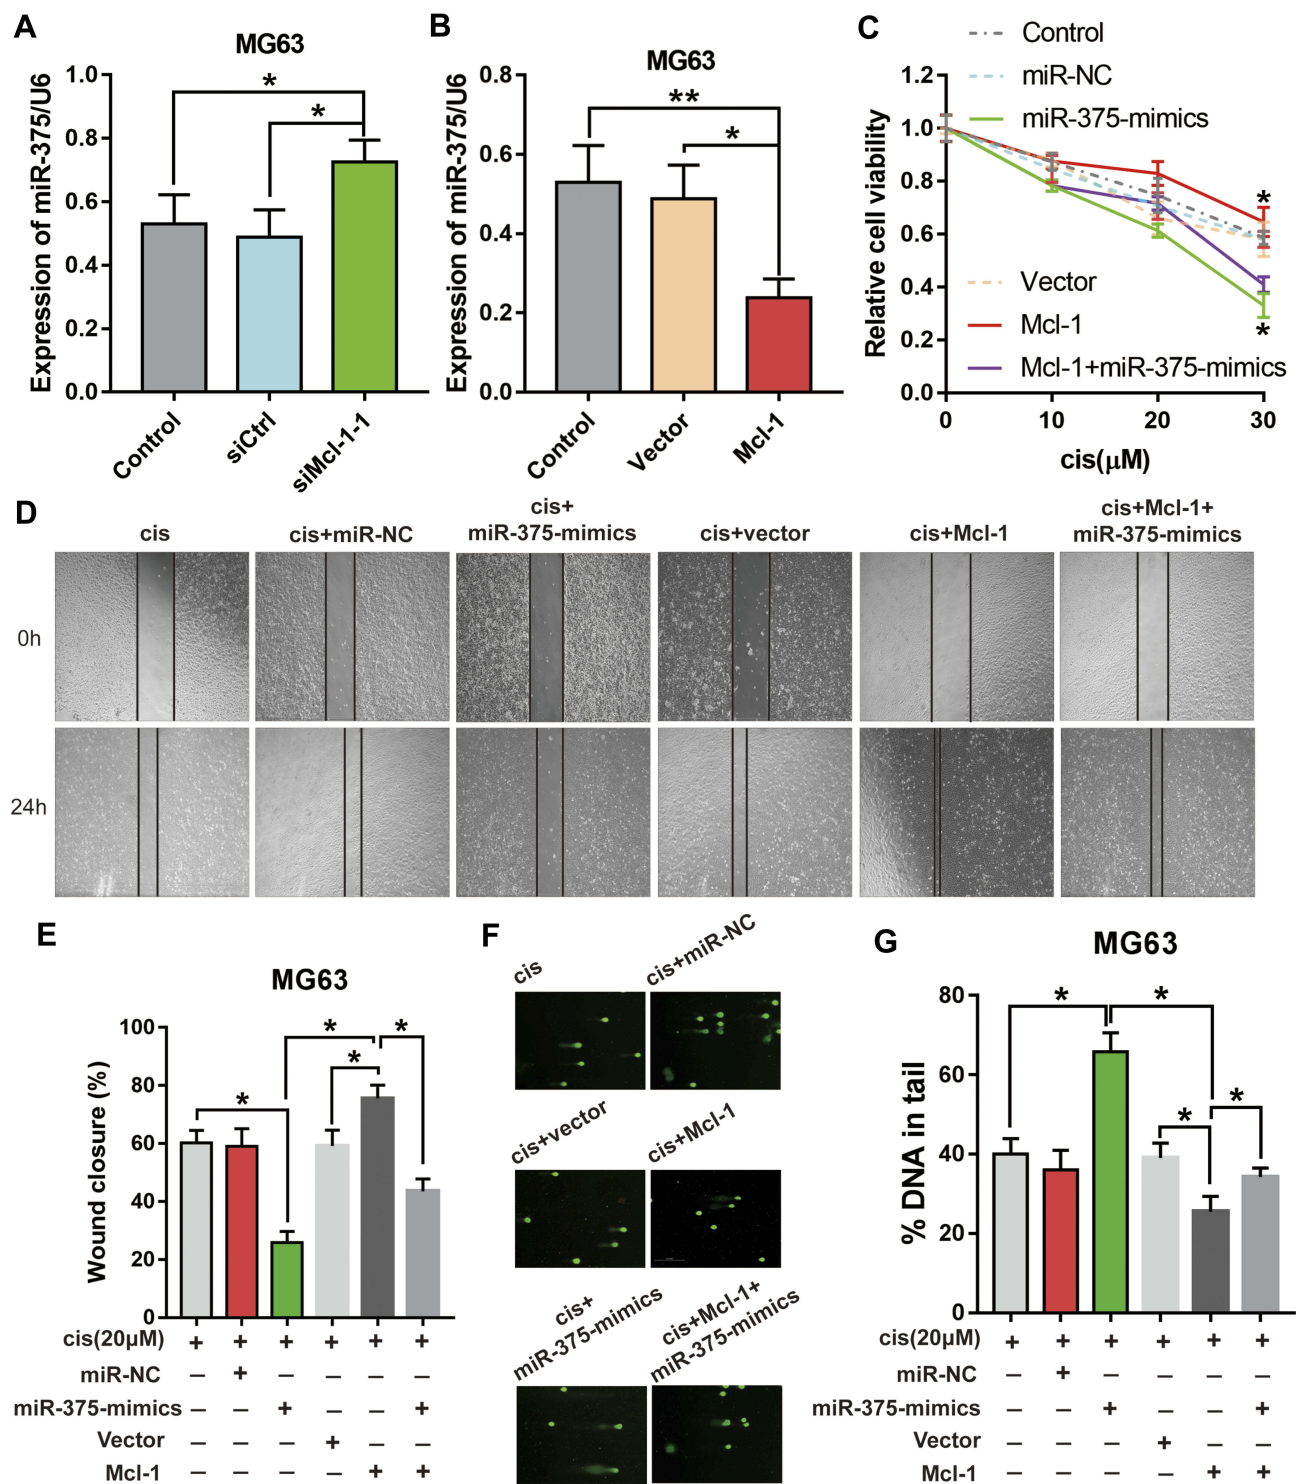 A
MG63
Expression of miR-375/U6
1.0
0.8
0.6
0.4
0.2
0.0
*
*
Control
siCtrl
siMcl-1-1
B
MG63
Expression of miR-375/U6
0.8
0.6
0.4
0.2
0.0
**
*
Control
Vector
Mcl-1
C
Control
miR-NC
miR-375-mimics
Relative cell viability
1.2
1.0
0.8
0.6
0.4
0.2
0.0
*
*
Vector
Mcl-1
Mcl-1+miR-375-mimics
0 10 20 30
cis(μM)
D
cis
cis+miR-NC
cis+
miR-375-mimics
cis+vector
cis+Mcl-1
cis+Mcl-1+
miR-375-mimics
0h
24h
E
MG63
Wound closure (%)
100
80
60
40
20
0
*
*
*
*
cis(20μM) + + + + + +
miR-NC – + – – – –
miR-375-mimics – – + – – +
Vector – – – + – –
Mcl-1 – – – – + +
F
cis
cis+miR-NC
cis+vector
cis+Mcl-1
cis+
miR-375-mimics
cis+Mcl-1+
miR-375-mimics
G
MG63
% DNA in tail
80
60
40
20
0
*
*
*
*
cis(20μM) + + + + + +
miR-NC – + – – – –
miR-375-mimics – – + – – +
Vector – – – + – –
Mcl-1 – – – – + +